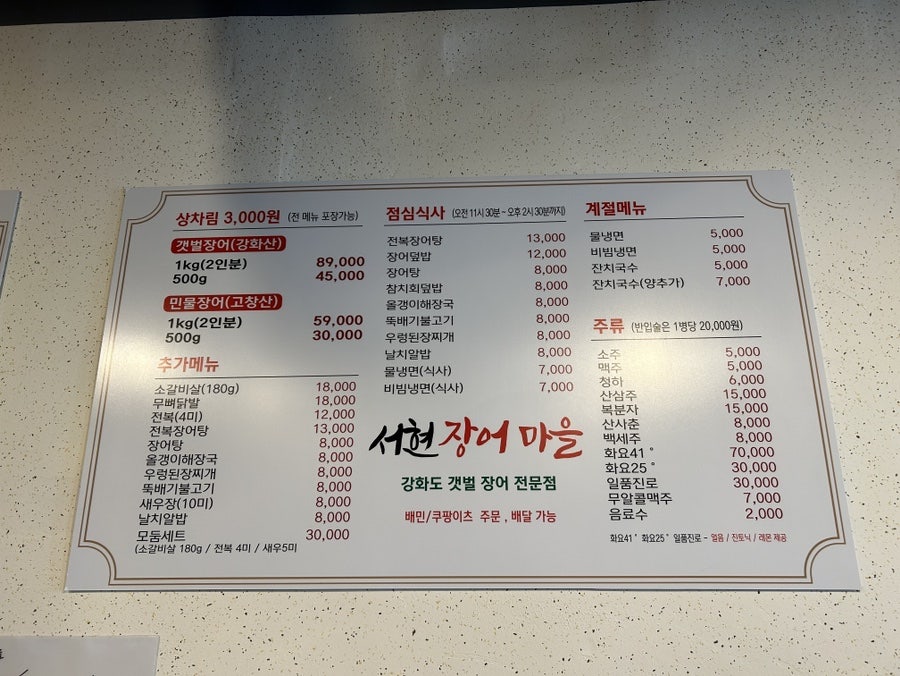 상차림 3,000원 (전 메뉴 포장가능)
갯벌장어(강화산)
1kg(2인분) 89,000
500g 45,000
민물장어(고창산)
1kg(2인분) 59,000
500g 30,000
추가메뉴
소갈비살(180g) 18,000
무뼈닭발 18,000
전복(4미) 12,000
전복장어탕 13,000
장어탕 8,000
올갱이해장국 8,000
우렁된장찌개 8,000
뚝배기불고기 8,000
새우장(10미) 8,000
날치알밥 8,000
모둠세트 30,000
(소갈비살 180g / 전복 4미 / 새우5미
점심식사 (오전 11시 30분 ~ 오후 2시 30분까지)
전복장어탕 13,000
장어덮밥 12,000
장어탕 8,000
참치회덮밥 8,000
올갱이해장국 8,000
뚝배기불고기 8,000
우렁된장찌개 8,000
날치알밥 8,000
물냉면(식사) 7,000
비빔냉면(식사) 7,000
서현 장어 마을
강화도 갯벌 장어 전문점
배민/쿠팡이츠 주문 , 배달 가능
계절메뉴
물냉면 5,000
비빔냉면 5,000
잔치국수 5,000
잔치국수(양추가) 7,000
주류 (반입술은 1병당 20,000원)
소주 5,000
맥주 5,000
청하 6,000
산삼주 15,000
복분자 15,000
산사춘 8,000
백세주 8,000
화요41˚ 70,000
화요25˚ 30,000
일품진로 30,000
무알콜맥주 7,000
음료수 2,000
화요41˚ 화요25˚ 일품진로 - 얼음 / 진토닉 / 레몬 제공